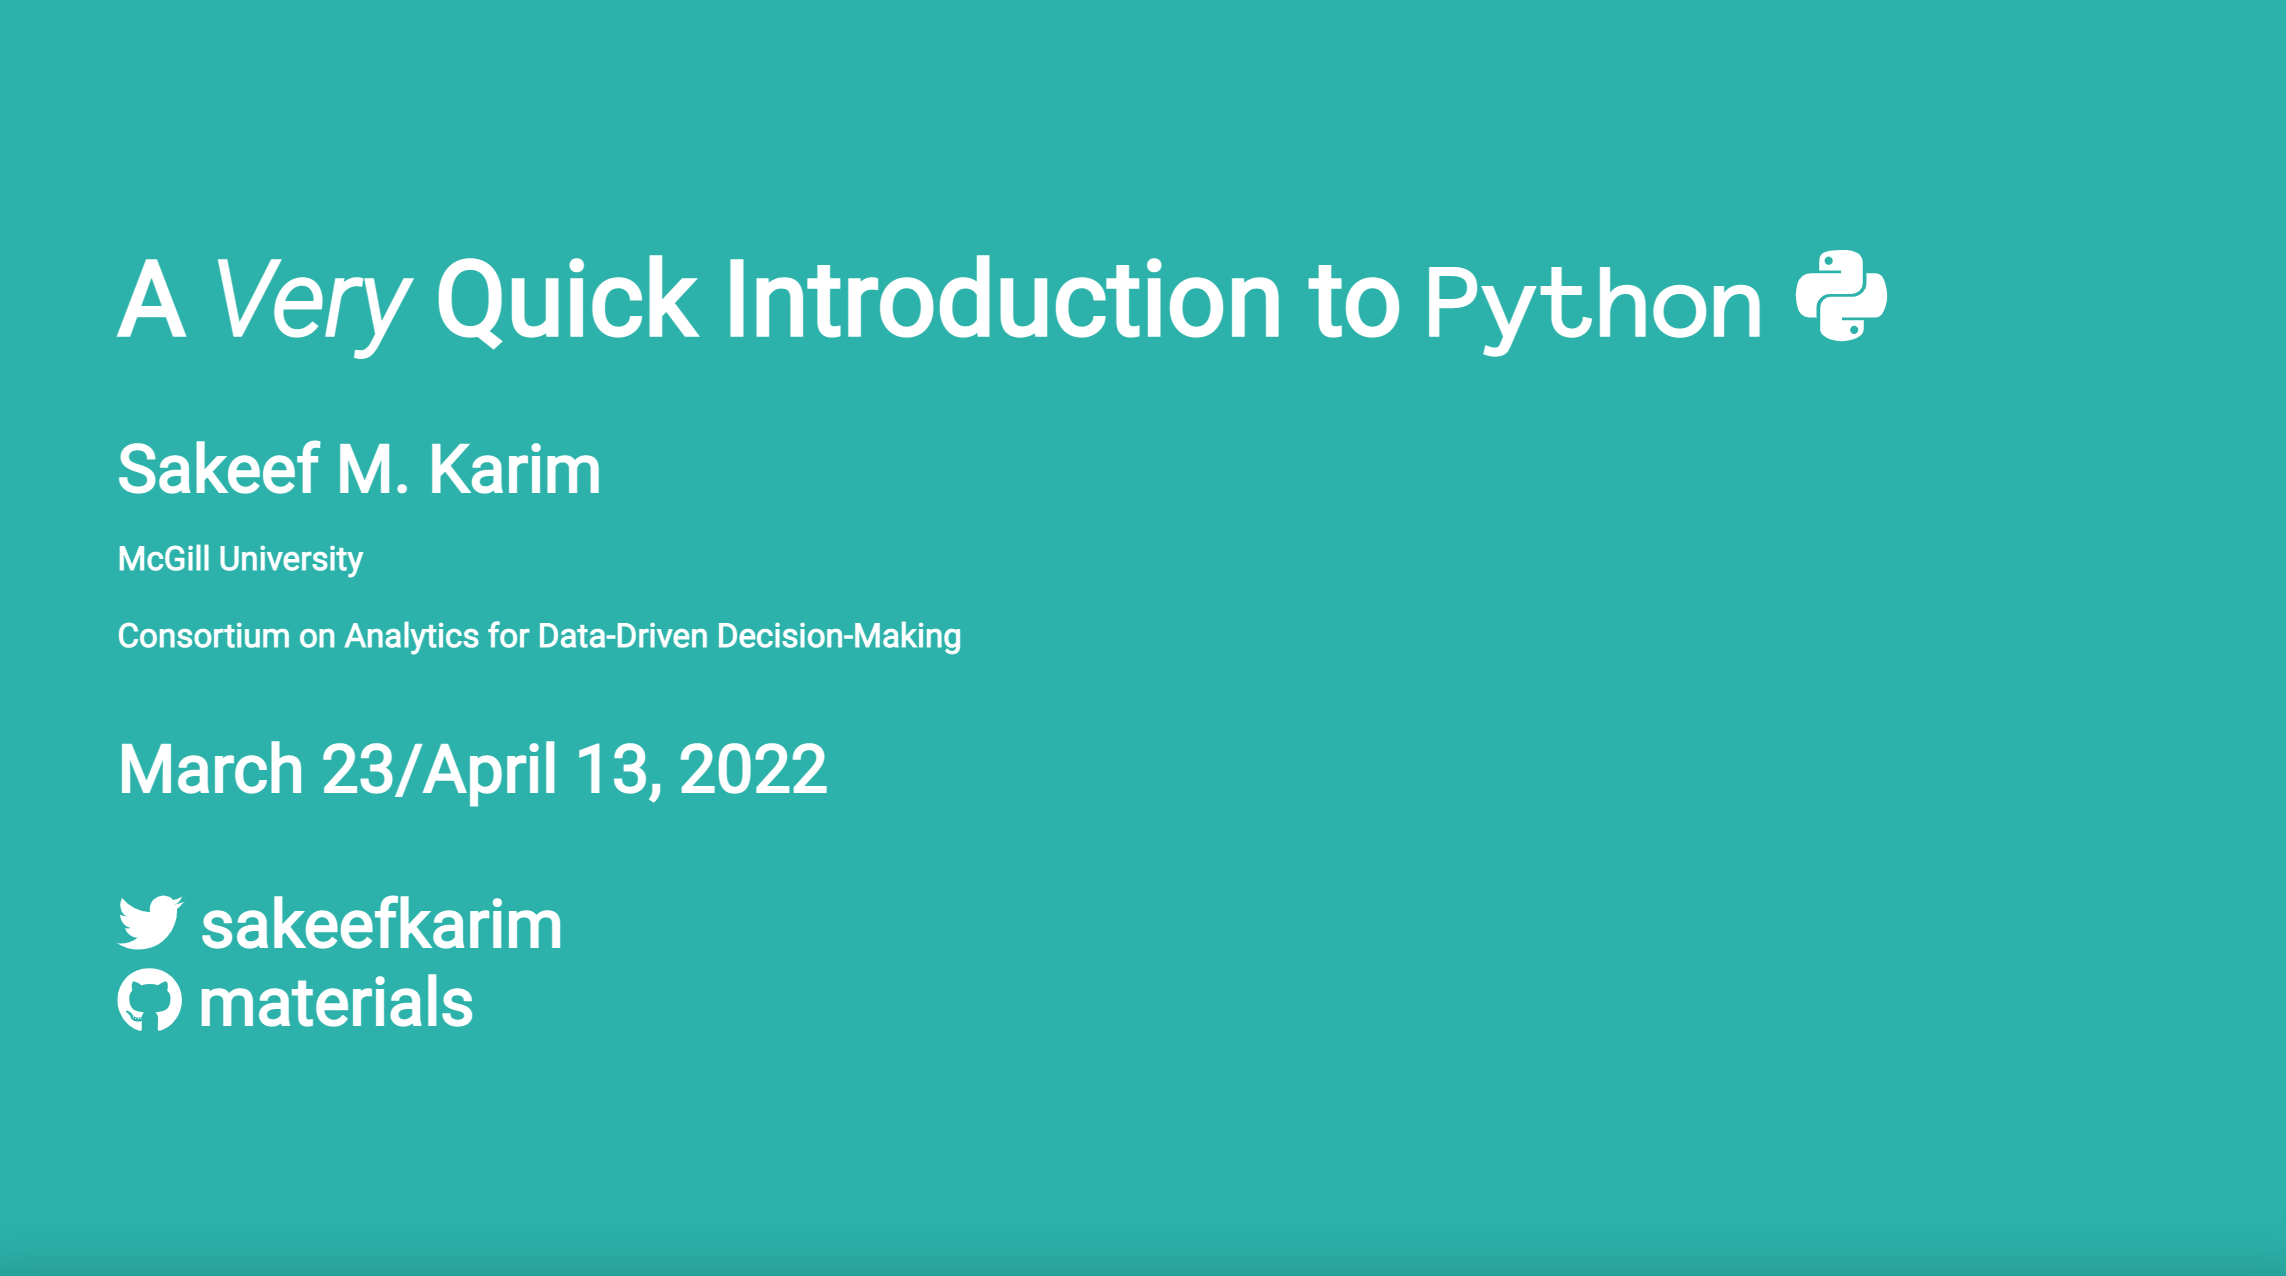 A Very Quick Introduction to Python
Sakeef M. Karim
McGill University
Consortium on Analytics for Data-Driven Decision-Making
March 23/April 13, 2022
sakeefkarim
materials